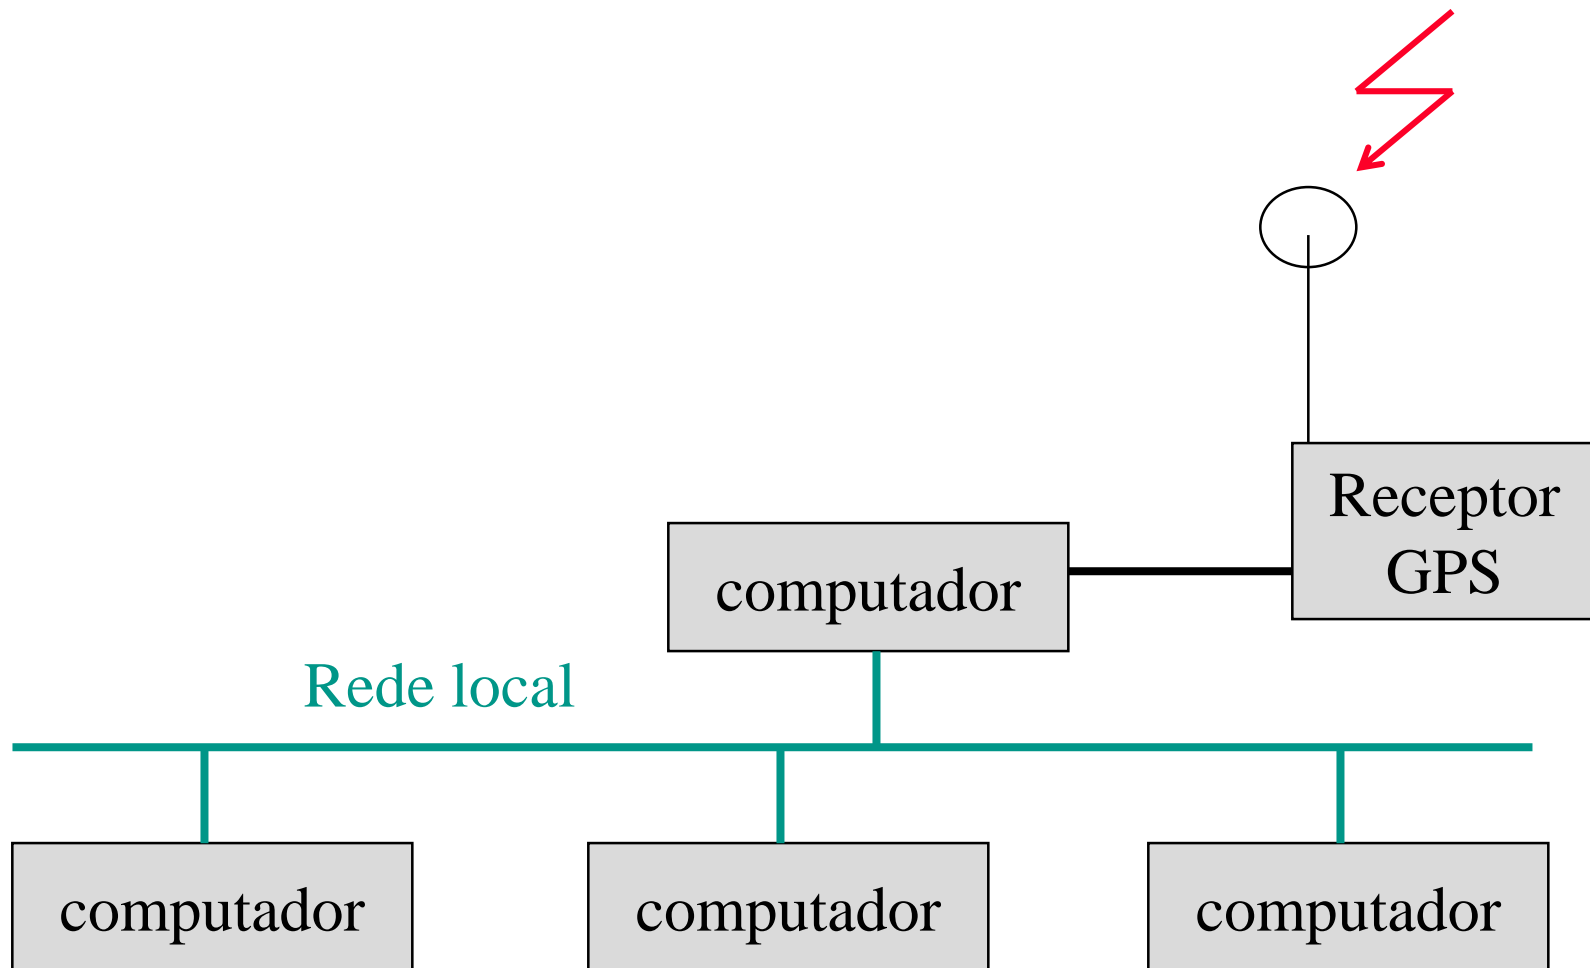 Receptor
GPS
computador
Rede local
computador
computador
computador